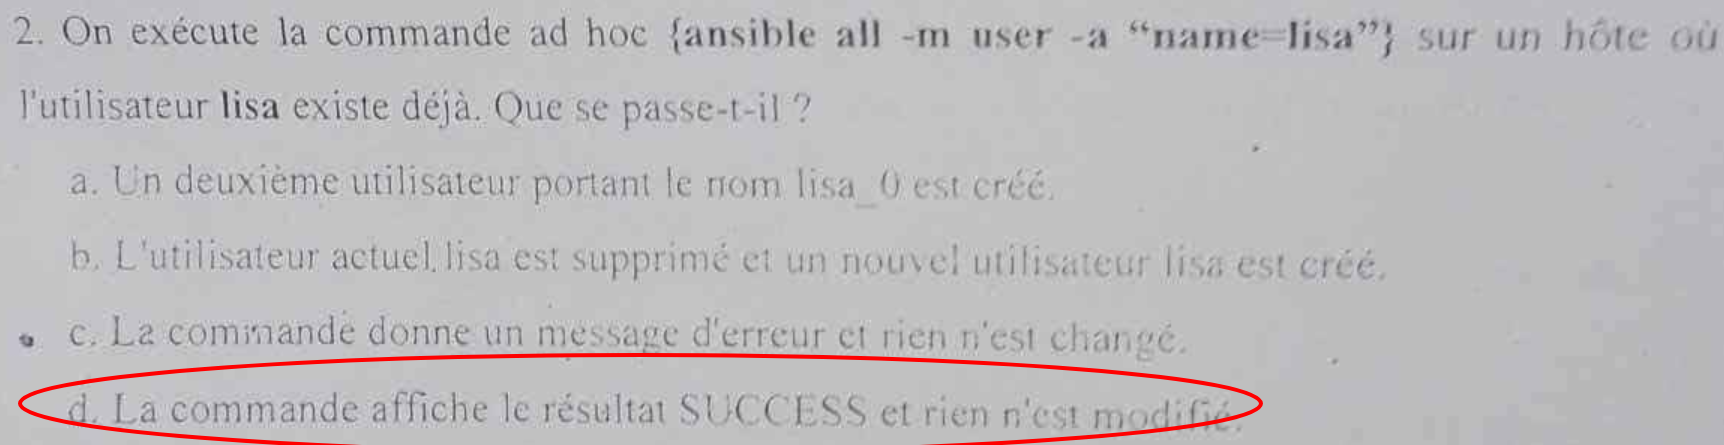 2. On exécute la commande ad hoc {ansible all -m user -a “name=lisa”} sur un hôte où
l'utilisateur lisa existe déjà. Que se passe-t-il ?
a. Un deuxième utilisateur portant le nom lisa_0 est créé.
b. L'utilisateur actuel lisa est supprimé et un nouvel utilisateur lisa est créé.
c. La commande donne un message d'erreur et rien n'est changé.
d. La commande affiche le résultat SUCCESS et rien n'est modifié.